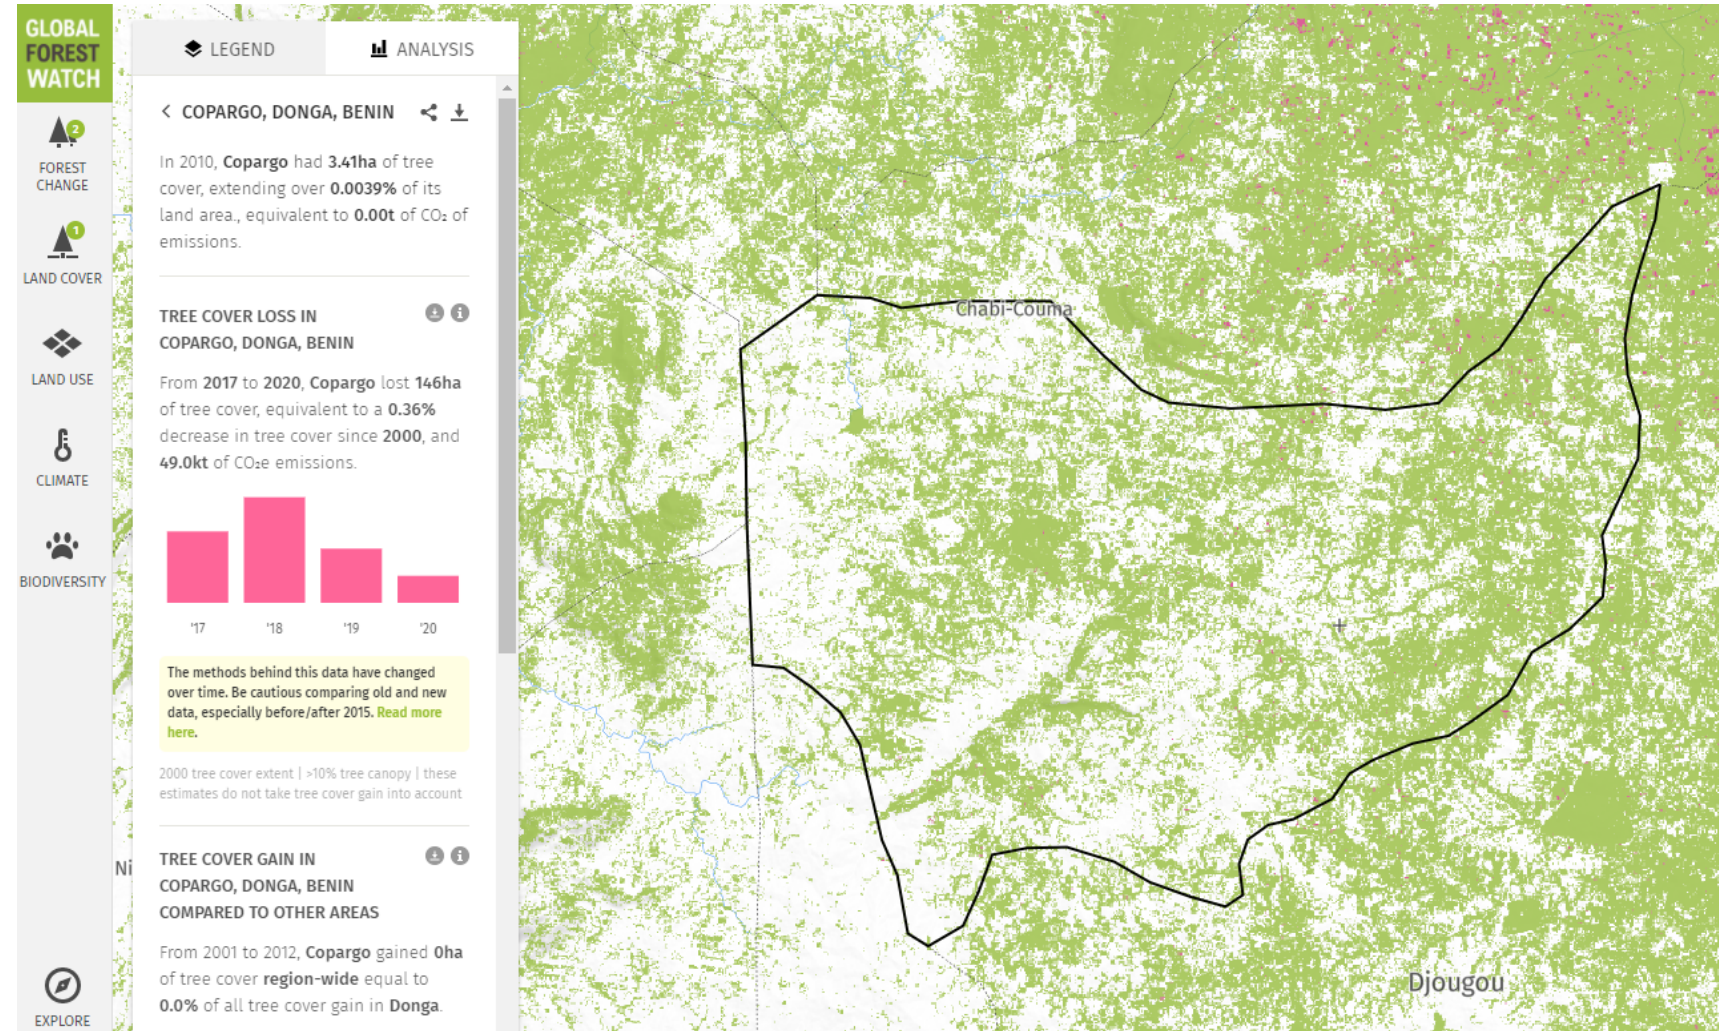 GLOBAL
FOREST
WATCH
2
FOREST
CHANGE
1
LAND COVER
LAND USE
CLIMATE
BIODIVERSITY
EXPLORE
LEGEND
ANALYSIS
COPARGO, DONGA, BENIN
In 2010, Copargo had 3.41ha of tree
cover, extending over 0.0039% of its
land area., equivalent to 0.00t of CO₂ of
emissions.
TREE COVER LOSS IN
COPARGO, DONGA, BENIN
From 2017 to 2020, Copargo lost 146ha
of tree cover, equivalent to a 0.36%
decrease in tree cover since 2000, and
49.0kt of CO₂e emissions.
'17 '18 '19 '20
The methods behind this data have changed
over time. Be cautious comparing old and new
data, especially before/after 2015. Read more
here.
2000 tree cover extent | >10% tree canopy | these
estimates do not take tree cover gain into account
TREE COVER GAIN IN
COPARGO, DONGA, BENIN
COMPARED TO OTHER AREAS
From 2001 to 2012, Copargo gained 0ha
of tree cover region-wide equal to
0.0% of all tree cover gain in Donga.
Ni
Chabi-Couma
Djougou